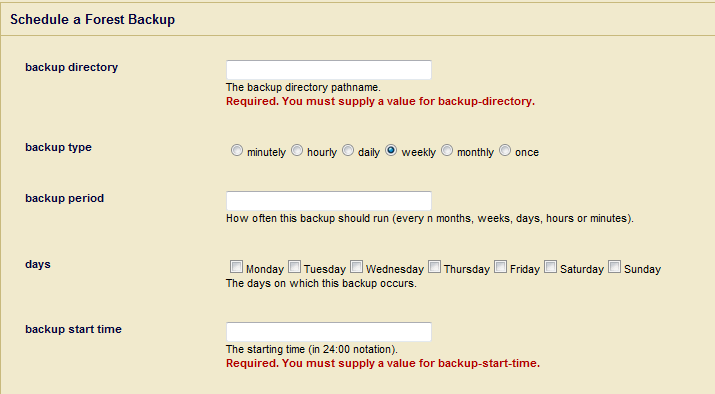 Schedule a Forest Backup
backup directory
The backup directory pathname.
Required. You must supply a value for backup-directory.
backup type
minutely hourly daily weekly monthly once
backup period
How often this backup should run (every n months, weeks, days, hours or minutes).
days
Monday Tuesday Wednesday Thursday Friday Saturday Sunday
The days on which this backup occurs.
backup start time
The starting time (in 24:00 notation).
Required. You must supply a value for backup-start-time.